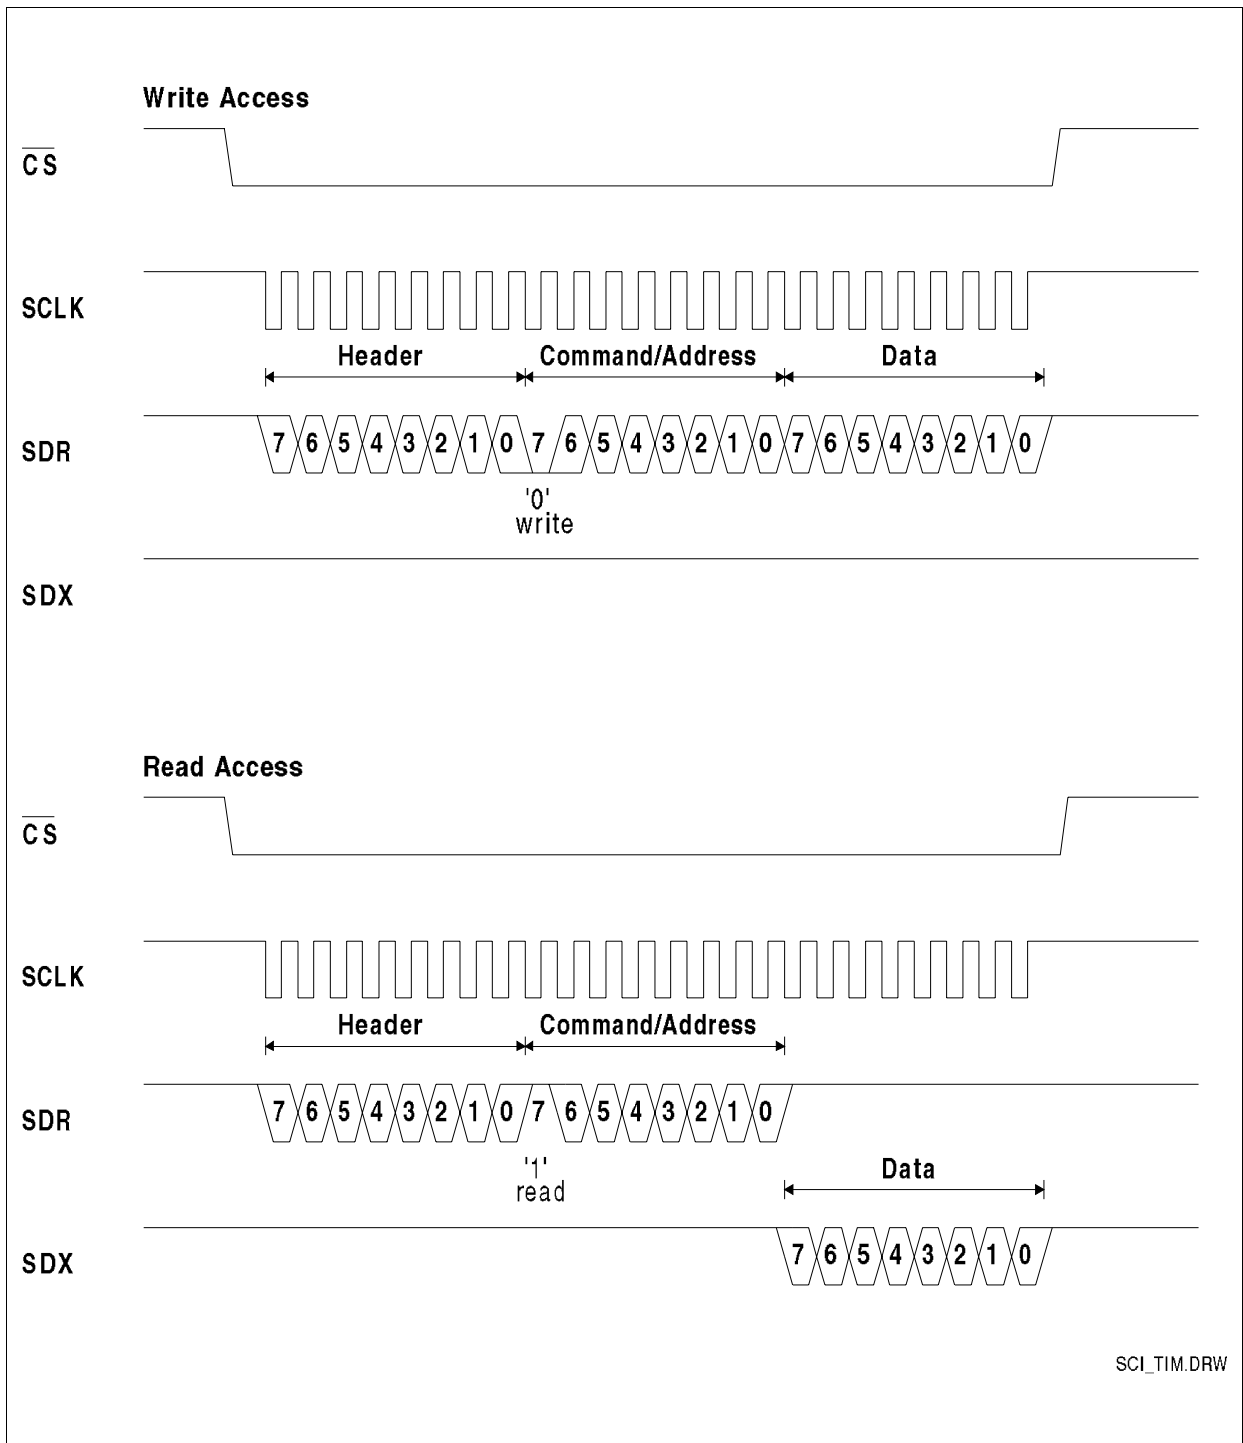 Write Access
CS
SCLK
Header Command/Address Data
SDR 7 6 5 4 3 2 1 0 7 6 5 4 3 2 1 0 7 6 5 4 3 2 1 0
'0'
write
SDX
Read Access
CS
SCLK
Header Command/Address
SDR 7 6 5 4 3 2 1 0 7 6 5 4 3 2 1 0
'1'
read
Data
SDX 7 6 5 4 3 2 1 0
SCI_TIM.DRW